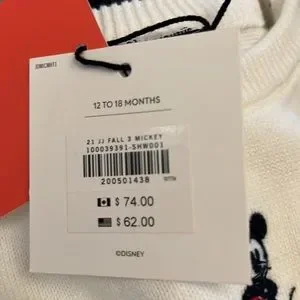 12 TO 18 MONTHS
21 JJ FALL 3 MICKEY
100039391-SHW001
200501438
$ 74.00
$ 62.00
©DISNEY